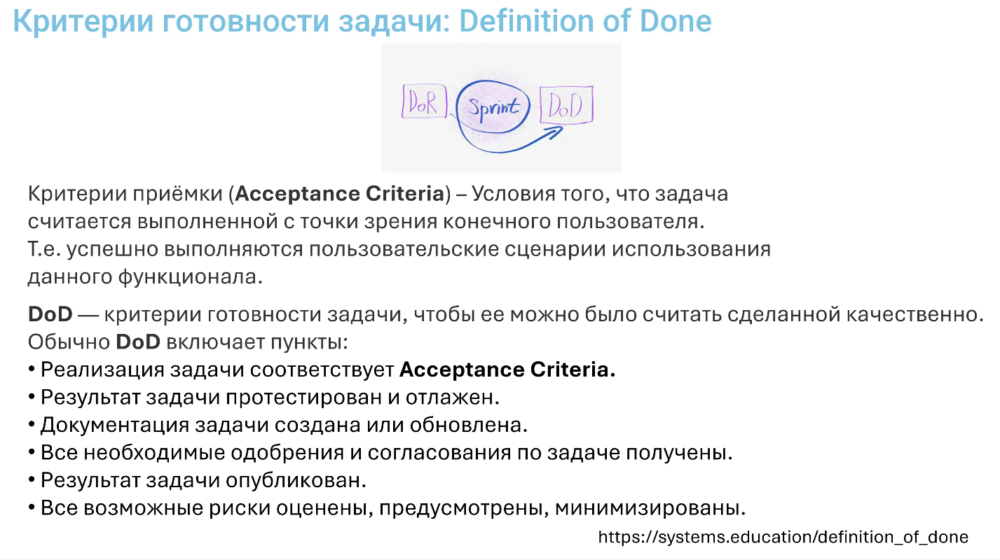 Критерии готовности задачи: Definition of Done
DoR Sprint DoD
Критерии приёмки (Acceptance Criteria) – Условия того, что задача
считается выполненной с точки зрения конечного пользователя.
Т.е. успешно выполняются пользовательские сценарии использования
данного функционала.
DoD — критерии готовности задачи, чтобы ее можно было считать сделанной качественно.
Обычно DoD включает пункты:
• Реализация задачи соответствует Acceptance Criteria.
• Результат задачи протестирован и отлажен.
• Документация задачи создана или обновлена.
• Все необходимые одобрения и согласования по задаче получены.
• Результат задачи опубликован.
• Все возможные риски оценены, предусмотрены, минимизированы.
https://systems.education/definition_of_done